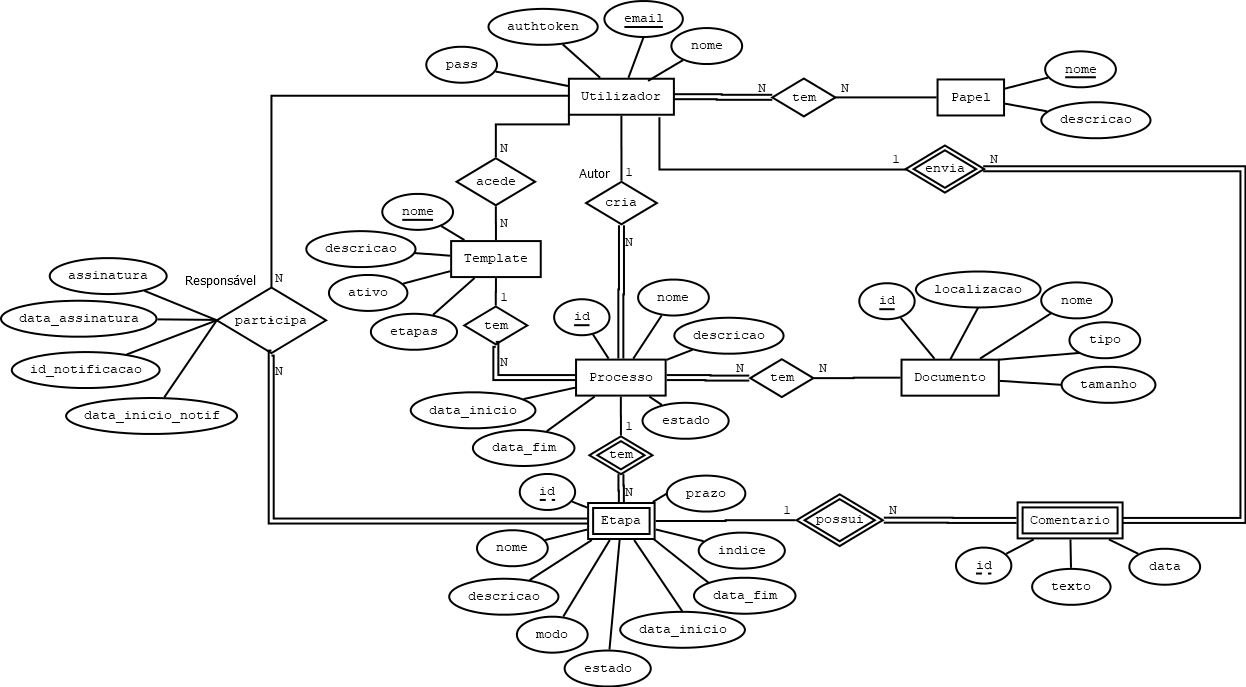 email
authtoken
nome
pass
Utilizador
N
tem
N
Papel
nome
descricao
N
acede
N
Autor
1
cria
N
1
envia
N
nome
descricao
ativo
etapas
Template
1
tem
N
Responsável
N
participa
N
assinatura
data_assinatura
id_notificacao
data_inicio_notif
id
nome
descricao
Processo
data_inicio
data_fim
estado
N
tem
N
id
localizacao
nome
tipo
tamanho
Documento
1
tem
N
id
prazo
Etapa
nome
descricao
modo
estado
data_inicio
data_fim
indice
1
possui
N
Comentario
id
texto
data